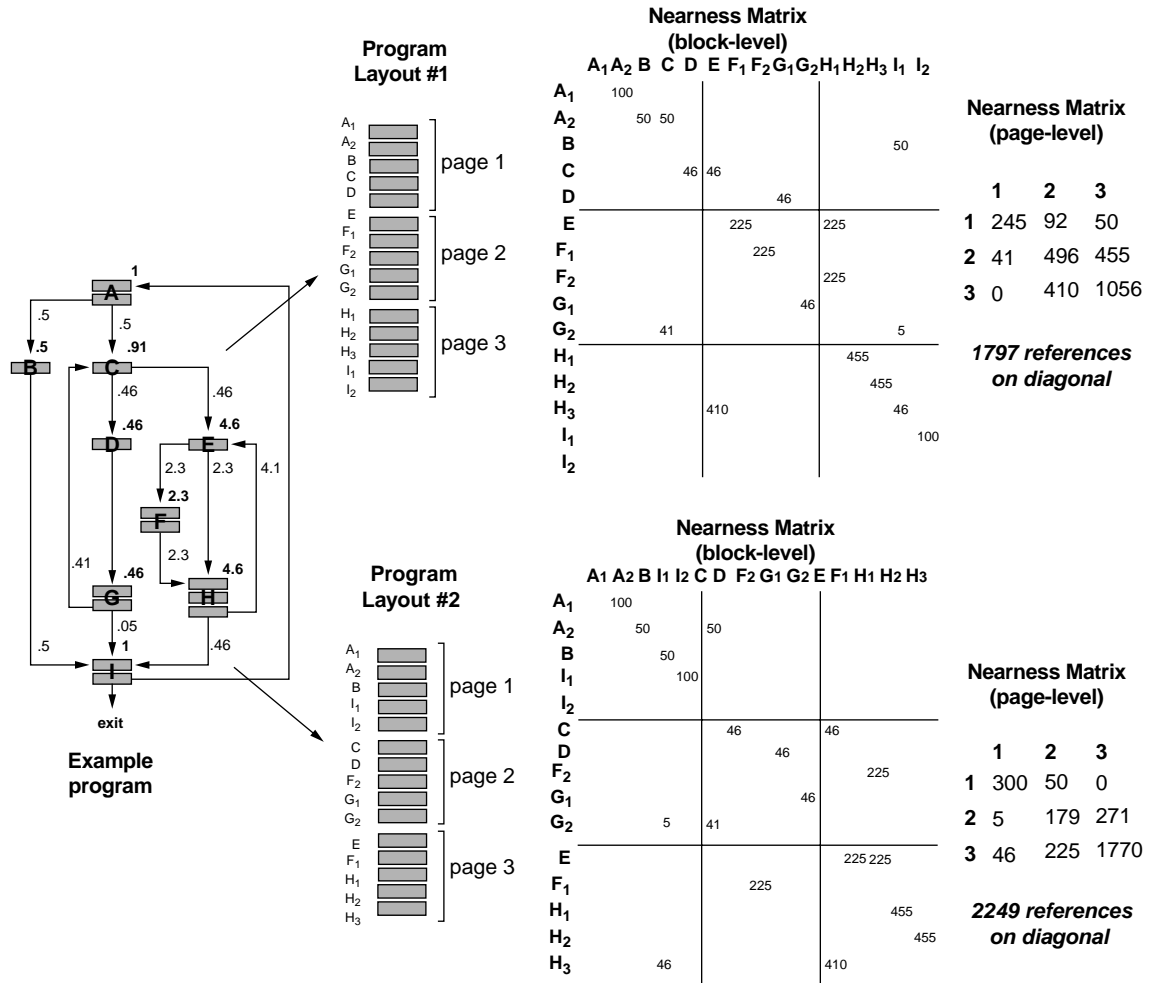 Example
program
A
1
.5
.5
B
.5
C
.91
.46
.46
D
.46
E
4.6
2.3
2.3
4.1
F
2.3
2.3
.41
G
.46
H
4.6
.05
.46
.5
I
1
exit
Program
Layout #1
A1
A2
B
C
D
page 1
E
F1
F2
G1
G2
page 2
H1
H2
H3
I1
I2
page 3
Nearness Matrix
(block-level)
A1 A2 B C D E F1 F2 G1 G2 H1 H2 H3 I1 I2
A1 100
A2 50 50
B 50
C 46 46
D 46
E 225 225
F1 225
F2 225
G1 46
G2 41 5
H1 455
H2 455
H3 410 46
I1 100
I2
Nearness Matrix
(page-level)
1 2 3
1 245 92 50
2 41 496 455
3 0 410 1056
1797 references
on diagonal
Program
Layout #2
A1
A2
B
I1
I2
page 1
C
D
F2
G1
G2
page 2
E
F1
H1
H2
H3
page 3
Nearness Matrix
(block-level)
A1 A2 B I1 I2 C D F2 G1 G2 E F1 H1 H2 H3
A1 100
A2 50 50
B 50
I1 100
I2
C 46 46
D 46
F2 225
G1 46
G2 5 41
E 225 225
F1 225
H1 455
H2 455
H3 46 410
Nearness Matrix
(page-level)
1 2 3
1 300 50 0
2 5 179 271
3 46 225 1770
2249 references
on diagonal